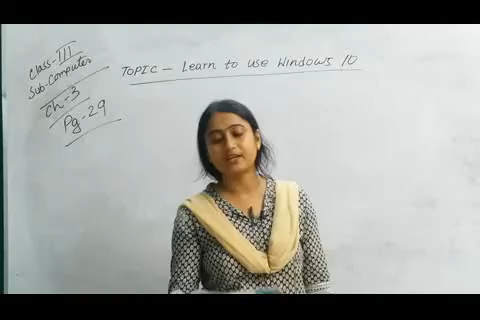 Class-III
Sub-Computer
Ch-3
Pg-29
TOPIC - Learn to use Windows 10